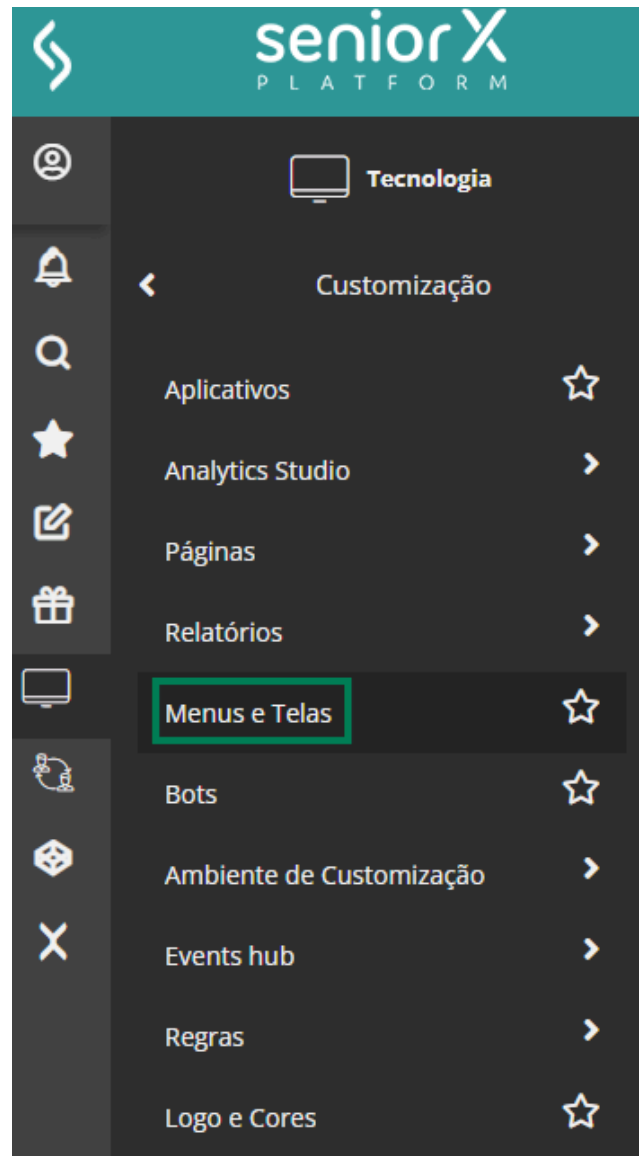 seniorX
PLATFORM
Tecnologia
Customização
Aplicativos
Analytics Studio
Páginas
Relatórios
Menus e Telas
Bots
Ambiente de Customização
Events hub
Regras
Logo e Cores